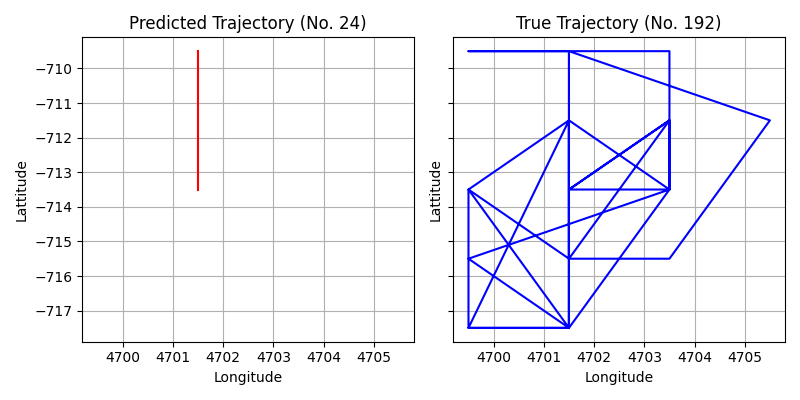 Predicted Trajectory (No. 24)
True Trajectory (No. 192)
Lattitude
−710
−711
−712
−713
−714
−715
−716
−717
4700 4701 4702 4703 4704 4705
Longitude
Lattitude
4700 4701 4702 4703 4704 4705
Longitude